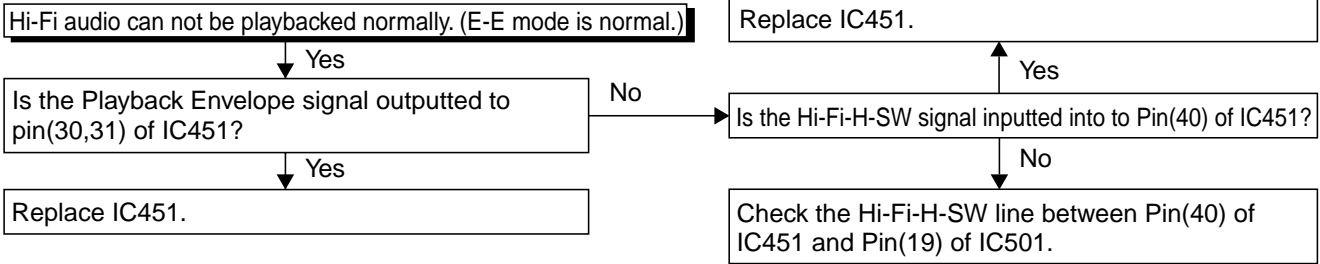 Hi-Fi audio can not be playbacked normally. (E-E mode is normal.)
Yes
Is the Playback Envelope signal outputted to
pin(30,31) of IC451?
No
Yes
Replace IC451.
Replace IC451.
Yes
Is the Hi-Fi-H-SW signal inputted into to Pin(40) of IC451?
No
Check the Hi-Fi-H-SW line between Pin(40) of
IC451 and Pin(19) of IC501.